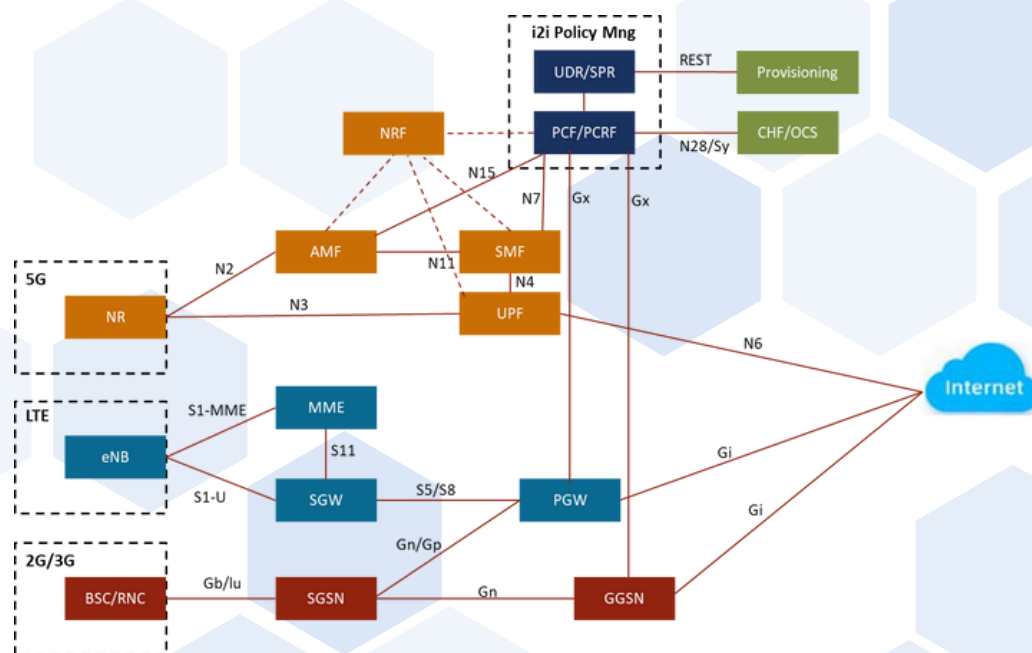 i2i Policy Mng
UDR/SPR
REST
Provisioning
NRF
PCF/PCRF
N28/Sy
CHF/OCS
N15
N7
Gx
Gx
AMF
N11
SMF
N4
5G
N2
NR
N3
UPF
N6
Internet
LTE
S1-MME
MME
eNB
S11
S1-U
SGW
S5/S8
PGW
Gi
Gi
2G/3G
Gn/Gp
BSC/RNC
Gb/Iu
SGSN
Gn
GGSN